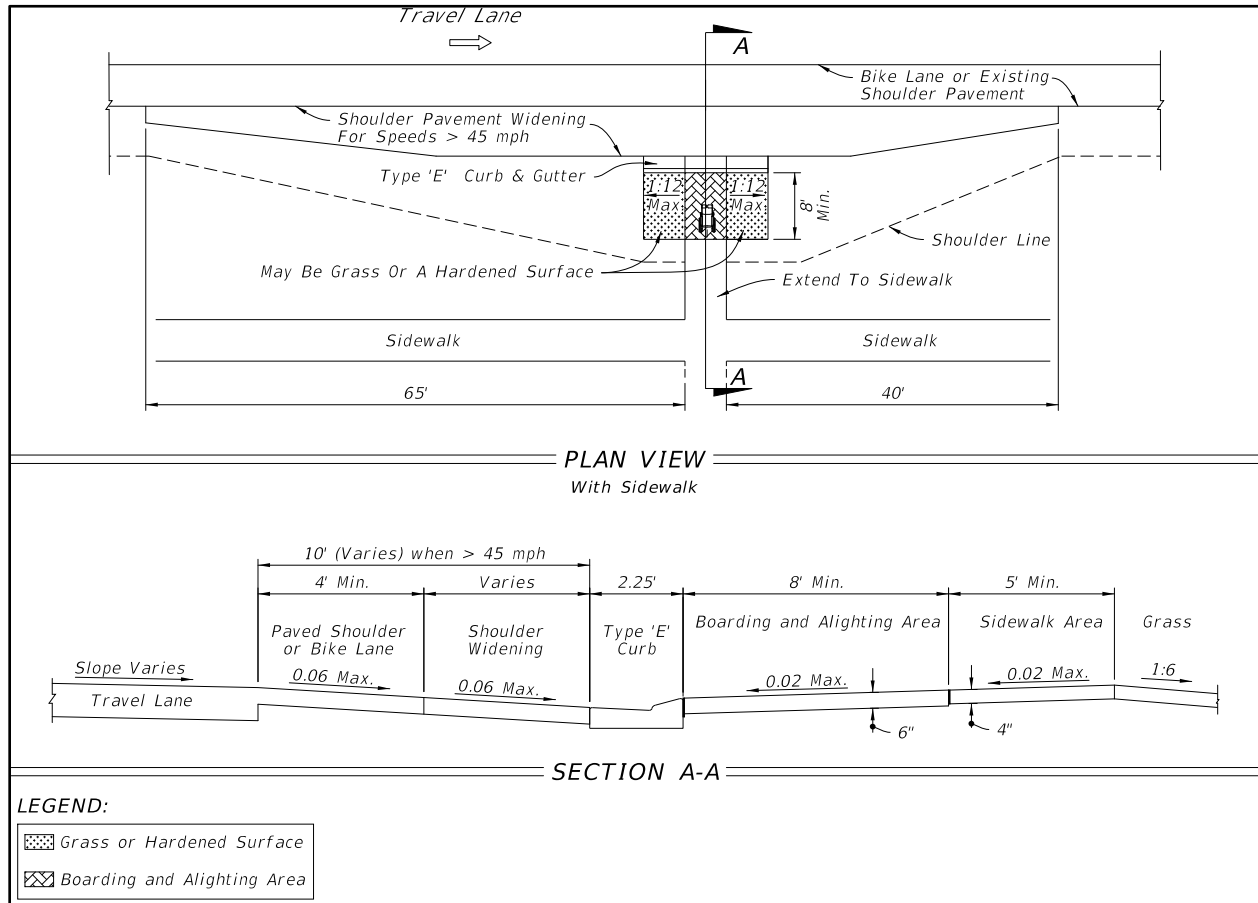 Travel Lane
A
Bike Lane or Existing
Shoulder Pavement
Shoulder Pavement Widening
For Speeds > 45 mph
Type 'E' Curb & Gutter
1:12
Max.
1:12
Max.
8'
Min.
Shoulder Line
May Be Grass Or A Hardened Surface
Extend To Sidewalk
Sidewalk
Sidewalk
A
65'
40'
PLAN VIEW
With Sidewalk
10' (Varies) when > 45 mph
4' Min.
Varies
2.25'
8' Min.
5' Min.
Paved Shoulder
or Bike Lane
Shoulder
Widening
Type 'E'
Curb
Boarding and Alighting Area
Sidewalk Area
Grass
Slope Varies
0.06 Max.
0.06 Max.
0.02 Max.
0.02 Max.
1:6
Travel Lane
6"
4"
SECTION A-A
LEGEND:
Grass or Hardened Surface
Boarding and Alighting Area